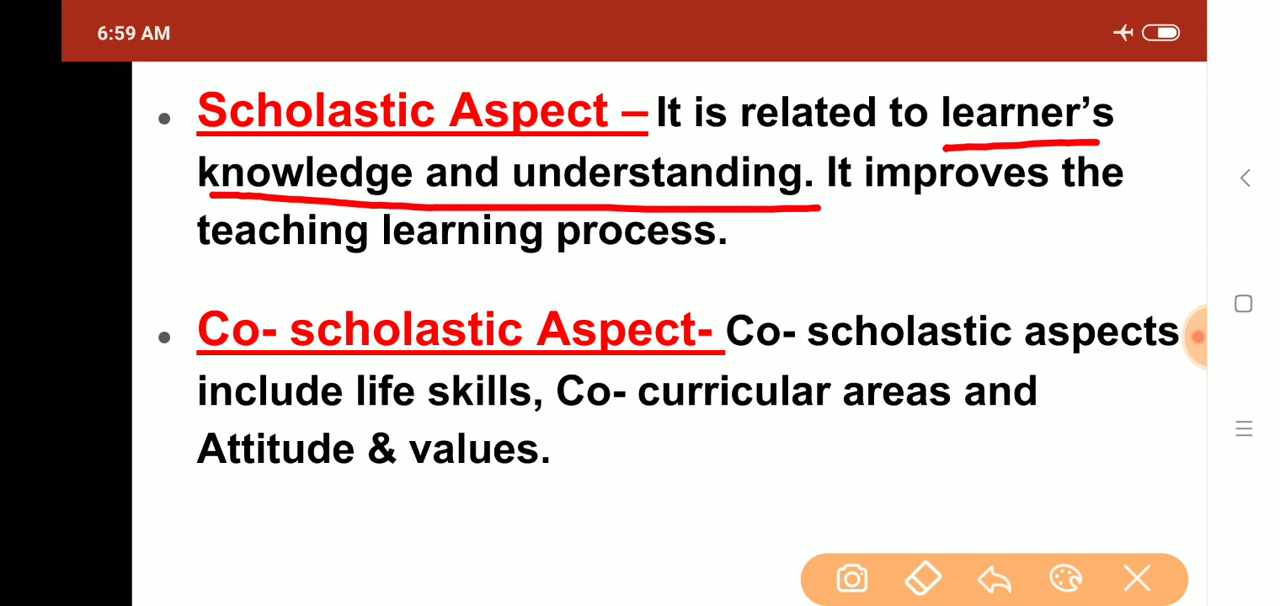 6:59 AM
• Scholastic Aspect – It is related to learner's
knowledge and understanding. It improves the
teaching learning process.
• Co- scholastic Aspect- Co- scholastic aspects
include life skills, Co- curricular areas and
Attitude & values.